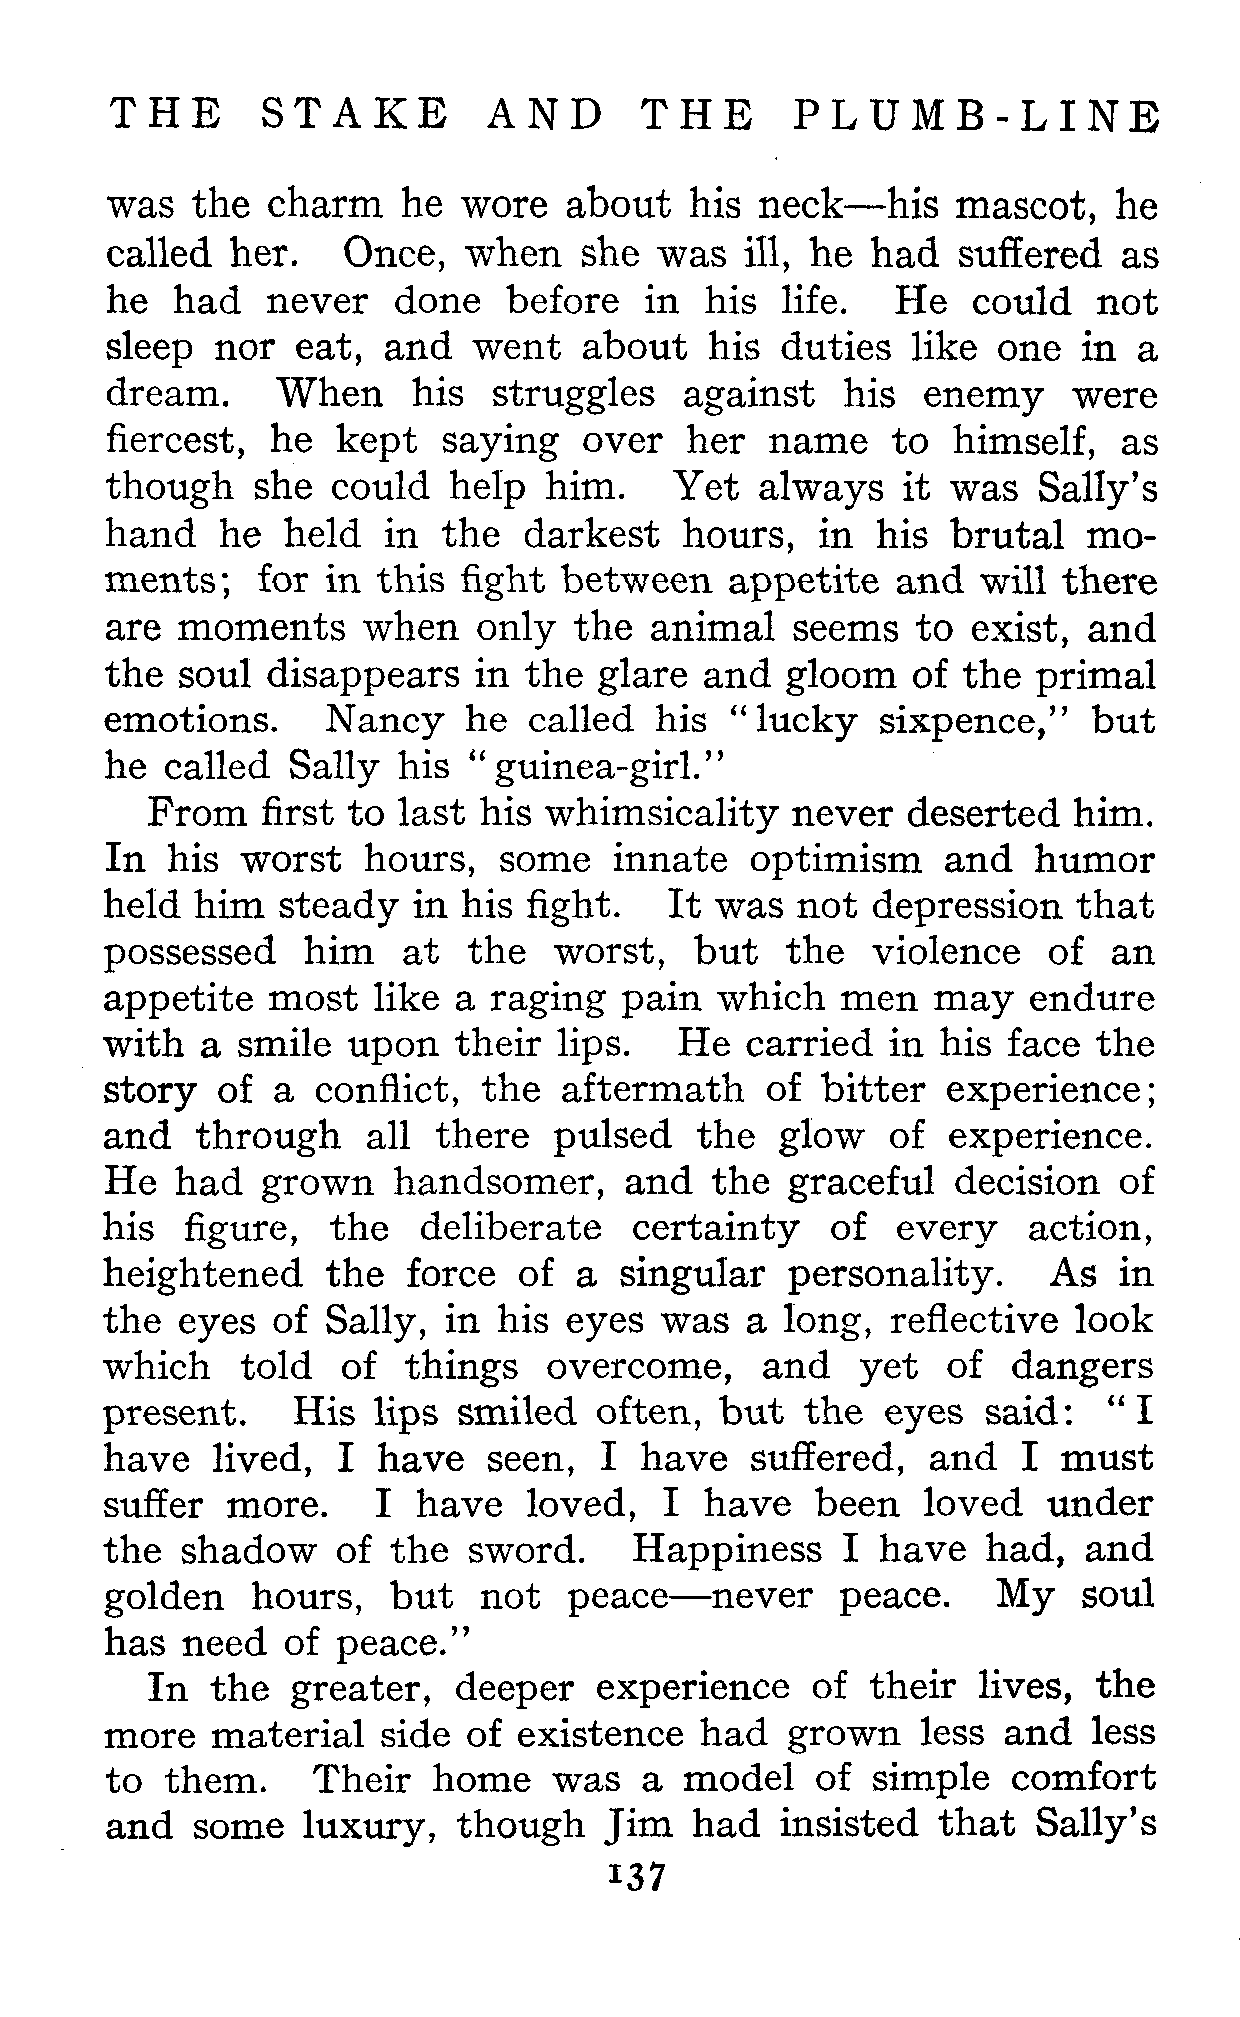 THE STAKE AND THE PLUMB-LINE
was the charm he wore about his neck—his mascot, he
called her. Once, when she was ill, he had suffered as
he had never done before in his life. He could not
sleep nor eat, and went about his duties like one in a
dream. When his struggles against his enemy were
fiercest, he kept saying over her name to himself, as
though she could help him. Yet always it was Sally's
hand he held in the darkest hours, in his brutal mo-
ments; for in this fight between appetite and will there
are moments when only the animal seems to exist, and
the soul disappears in the glare and gloom of the primal
emotions. Nancy he called his "lucky sixpence," but
he called Sally his "guinea-girl."
From first to last his whimsicality never deserted him.
In his worst hours, some innate optimism and humor
held him steady in his fight. It was not depression that
possessed him at the worst, but the violence of an
appetite most like a raging pain which men may endure
with a smile upon their lips. He carried in his face the
story of a conflict, the aftermath of bitter experience;
and through all there pulsed the glow of experience.
He had grown handsomer, and the graceful decision of
his figure, the deliberate certainty of every action,
heightened the force of a singular personality. As in
the eyes of Sally, in his eyes was a long, reflective look
which told of things overcome, and yet of dangers
present. His lips smiled often, but the eyes said: "I
have lived, I have seen, I have suffered, and I must
suffer more. I have loved, I have been loved under
the shadow of the sword. Happiness I have had, and
golden hours, but not peace—never peace. My soul
has need of peace."
In the greater, deeper experience of their lives, the
more material side of existence had grown less and less
to them. Their home was a model of simple comfort
and some luxury, though Jim had insisted that Sally's
137